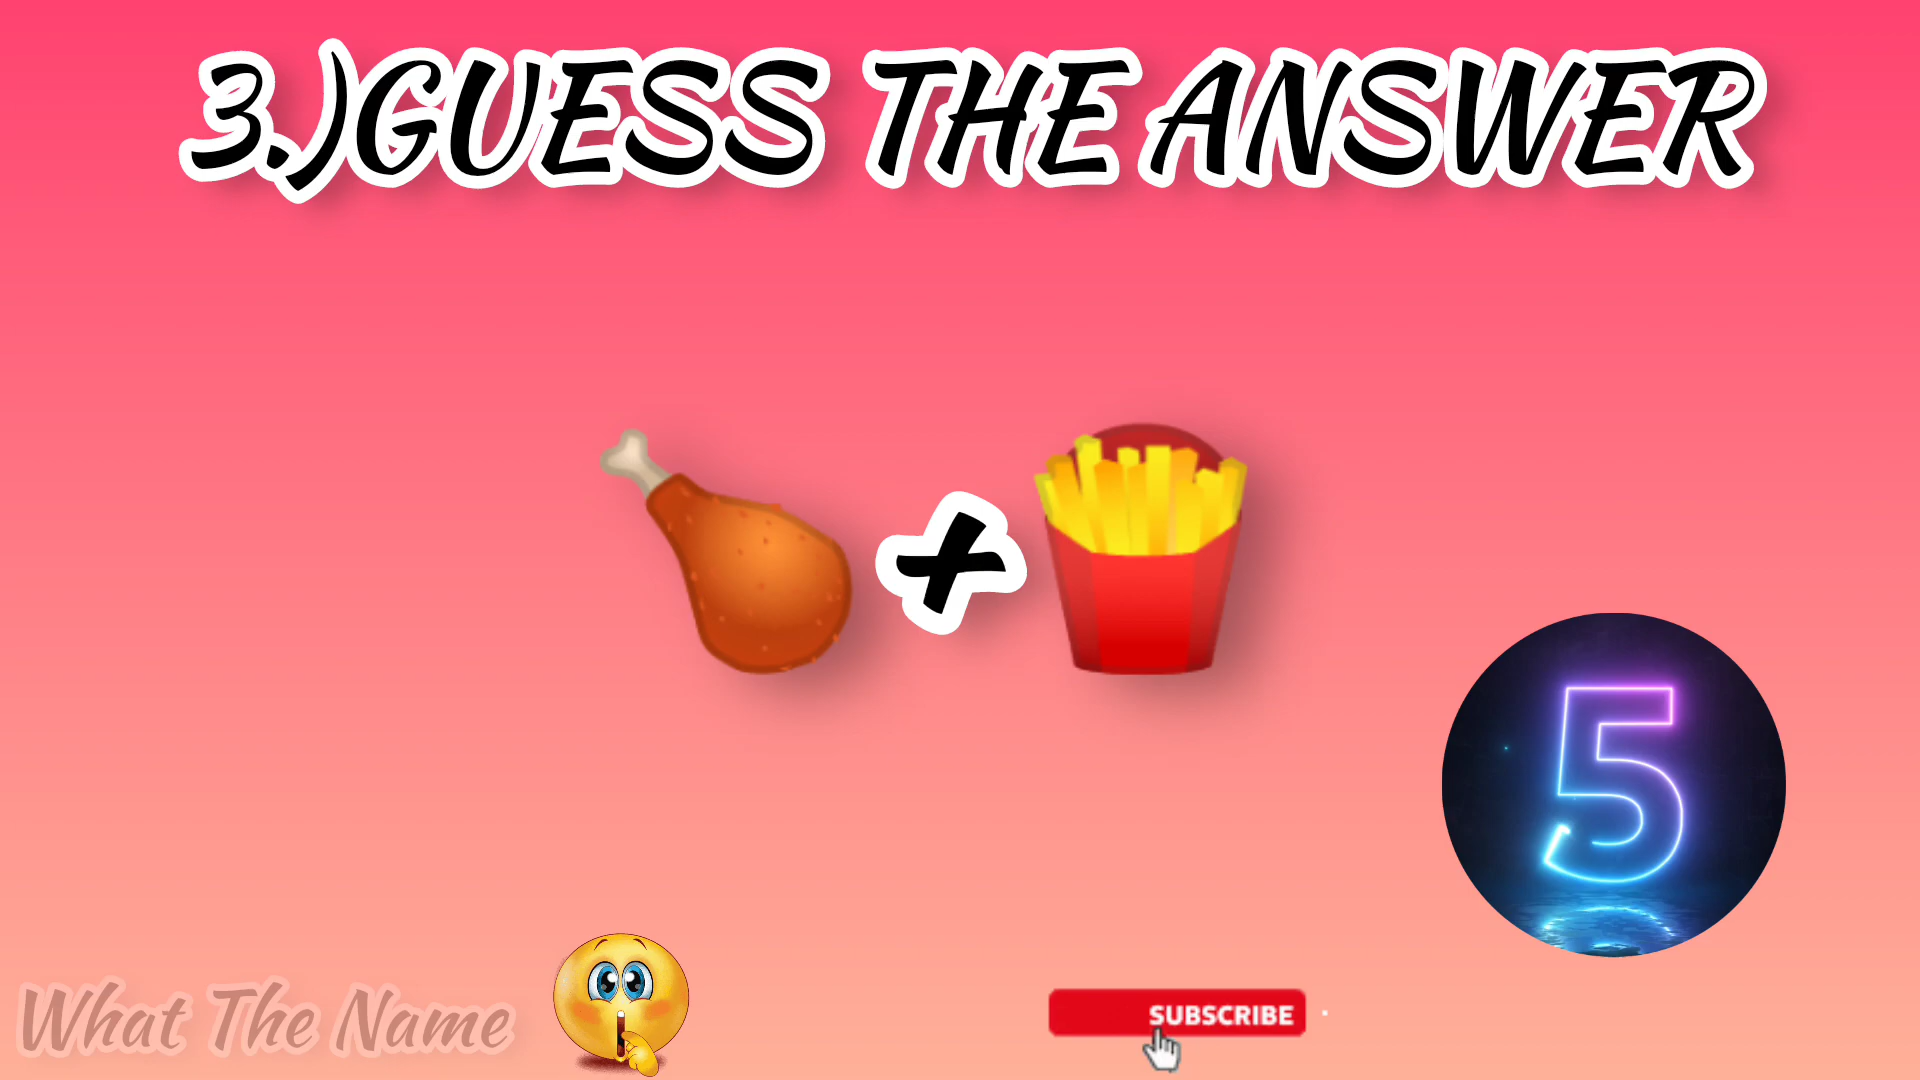 3.)GUESS THE ANSWER
+
5
What The Name
SUBSCRIBE